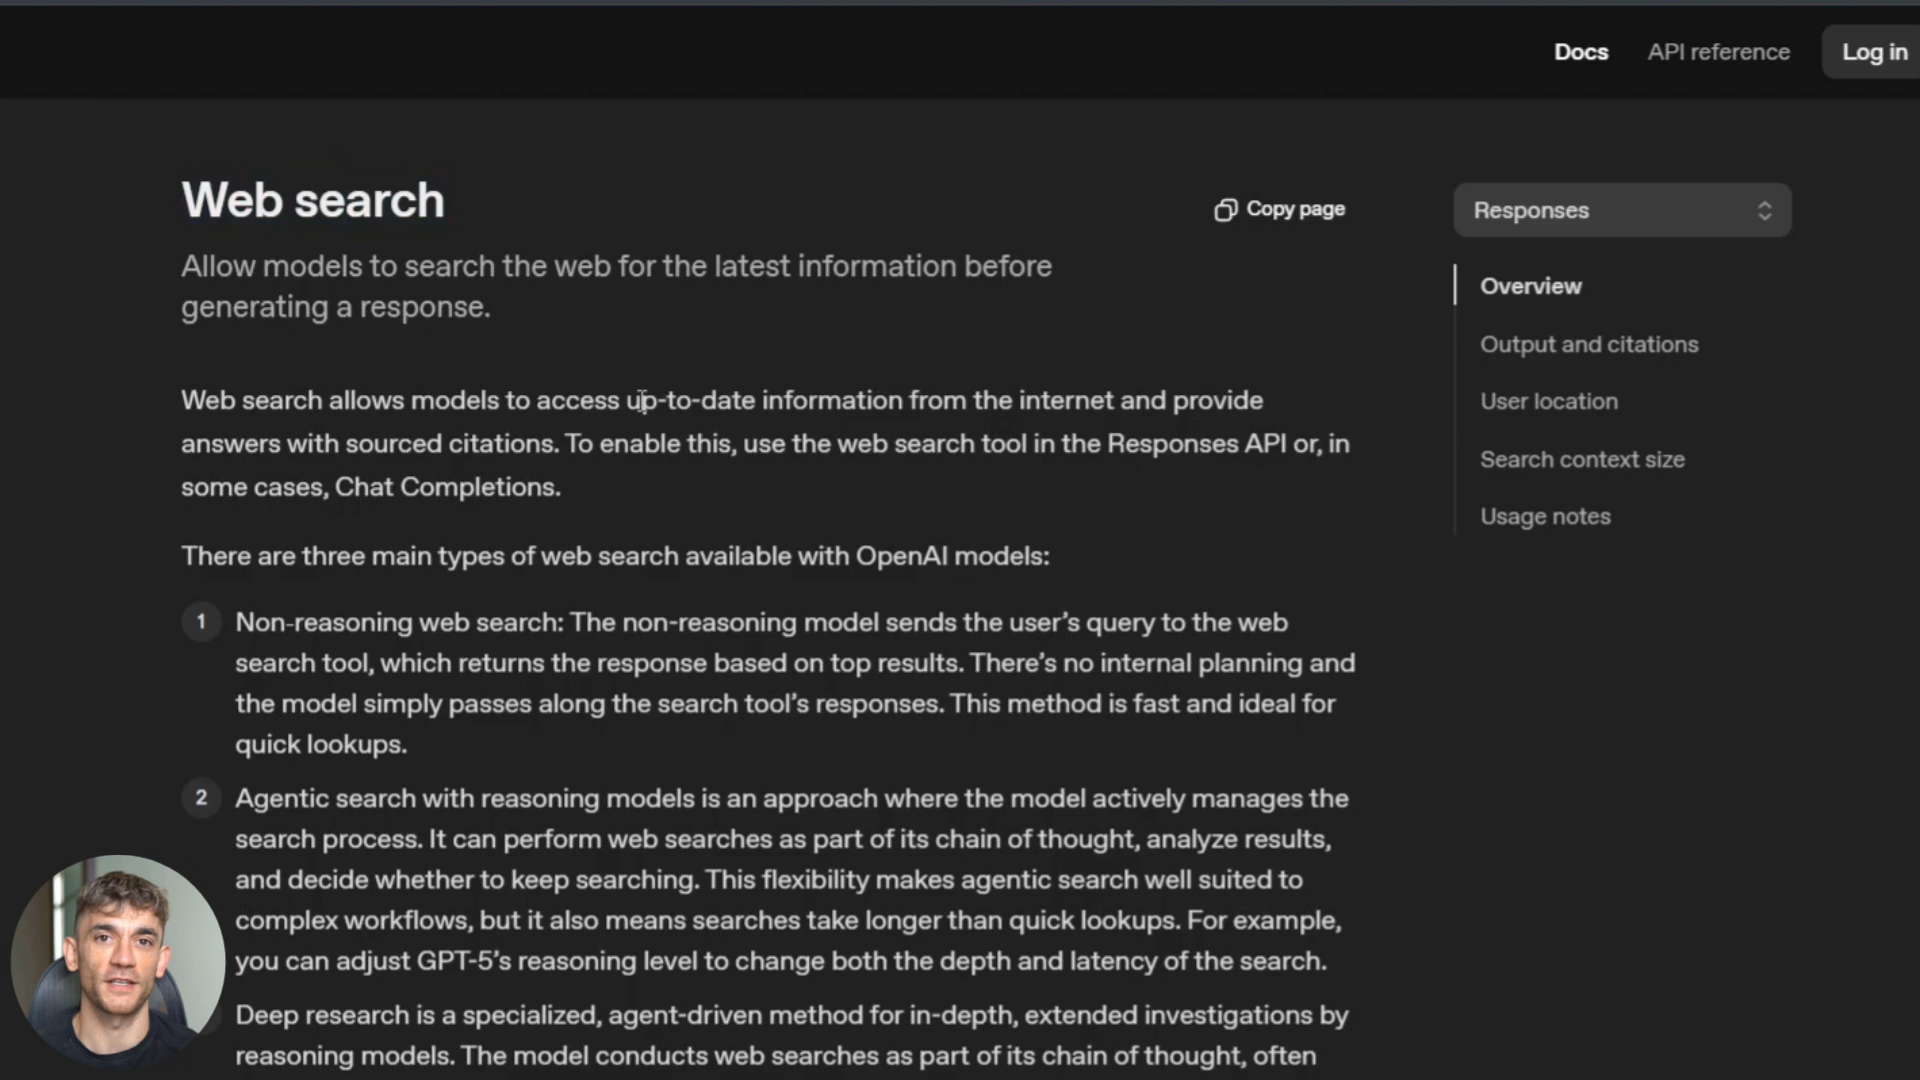 Docs
API reference
Log in
Web search
Copy page
Responses
Allow models to search the web for the latest information before
generating a response.
Overview
Output and citations
User location
Search context size
Usage notes
Web search allows models to access up-to-date information from the internet and provide
answers with sourced citations. To enable this, use the web search tool in the Responses API or, in
some cases, Chat Completions.
There are three main types of web search available with OpenAI models:
1 Non-reasoning web search: The non-reasoning model sends the user’s query to the web
search tool, which returns the response based on top results. There’s no internal planning and
the model simply passes along the search tool’s responses. This method is fast and ideal for
quick lookups.
2 Agentic search with reasoning models is an approach where the model actively manages the
search process. It can perform web searches as part of its chain of thought, analyze results,
and decide whether to keep searching. This flexibility makes agentic search well suited to
complex workflows, but it also means searches take longer than quick lookups. For example,
you can adjust GPT-5’s reasoning level to change both the depth and latency of the search.
Deep research is a specialized, agent-driven method for in-depth, extended investigations by
reasoning models. The model conducts web searches as part of its chain of thought, often